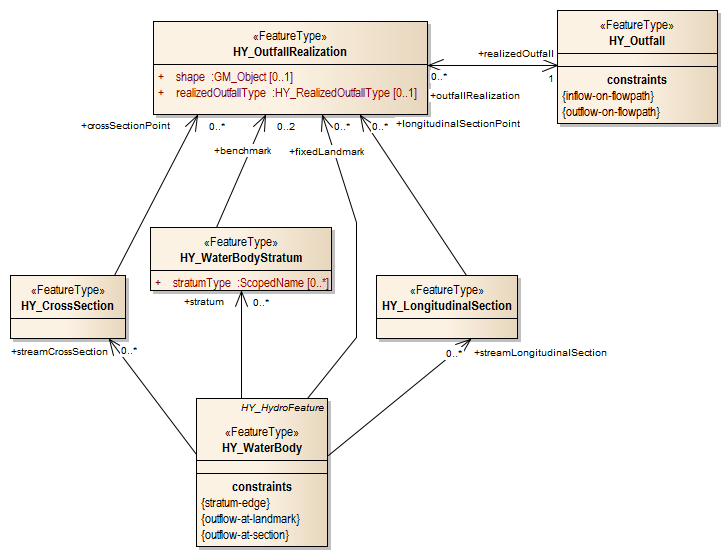 «FeatureType»
HY_OutfallRealization
+ shape :GM_Object [0..1]
+ realizedOutfallType :HY_RealizedOutfallType [0..1]
«FeatureType»
HY_Outfall
constraints
{inflow-on-flowpath}
{outflow-on-flowpath}
+realizedOutfall
0..*
1
+outfallRealization
+crossSectionPoint
0..*
0..2
0..*
0..*
+longitudinalSectionPoint
+benchmark
+fixedLandmark
«FeatureType»
HY_WaterBodyStratum
+ stratumType :ScopedName [0..*]
«FeatureType»
HY_CrossSection
«FeatureType»
HY_LongitudinalSection
+stratum
0..*
+streamCrossSection
0..*
0..*
+streamLongitudinalSection
HY_HydroFeature
«FeatureType»
HY_WaterBody
constraints
{stratum-edge}
{outflow-at-landmark}
{outflow-at-section}